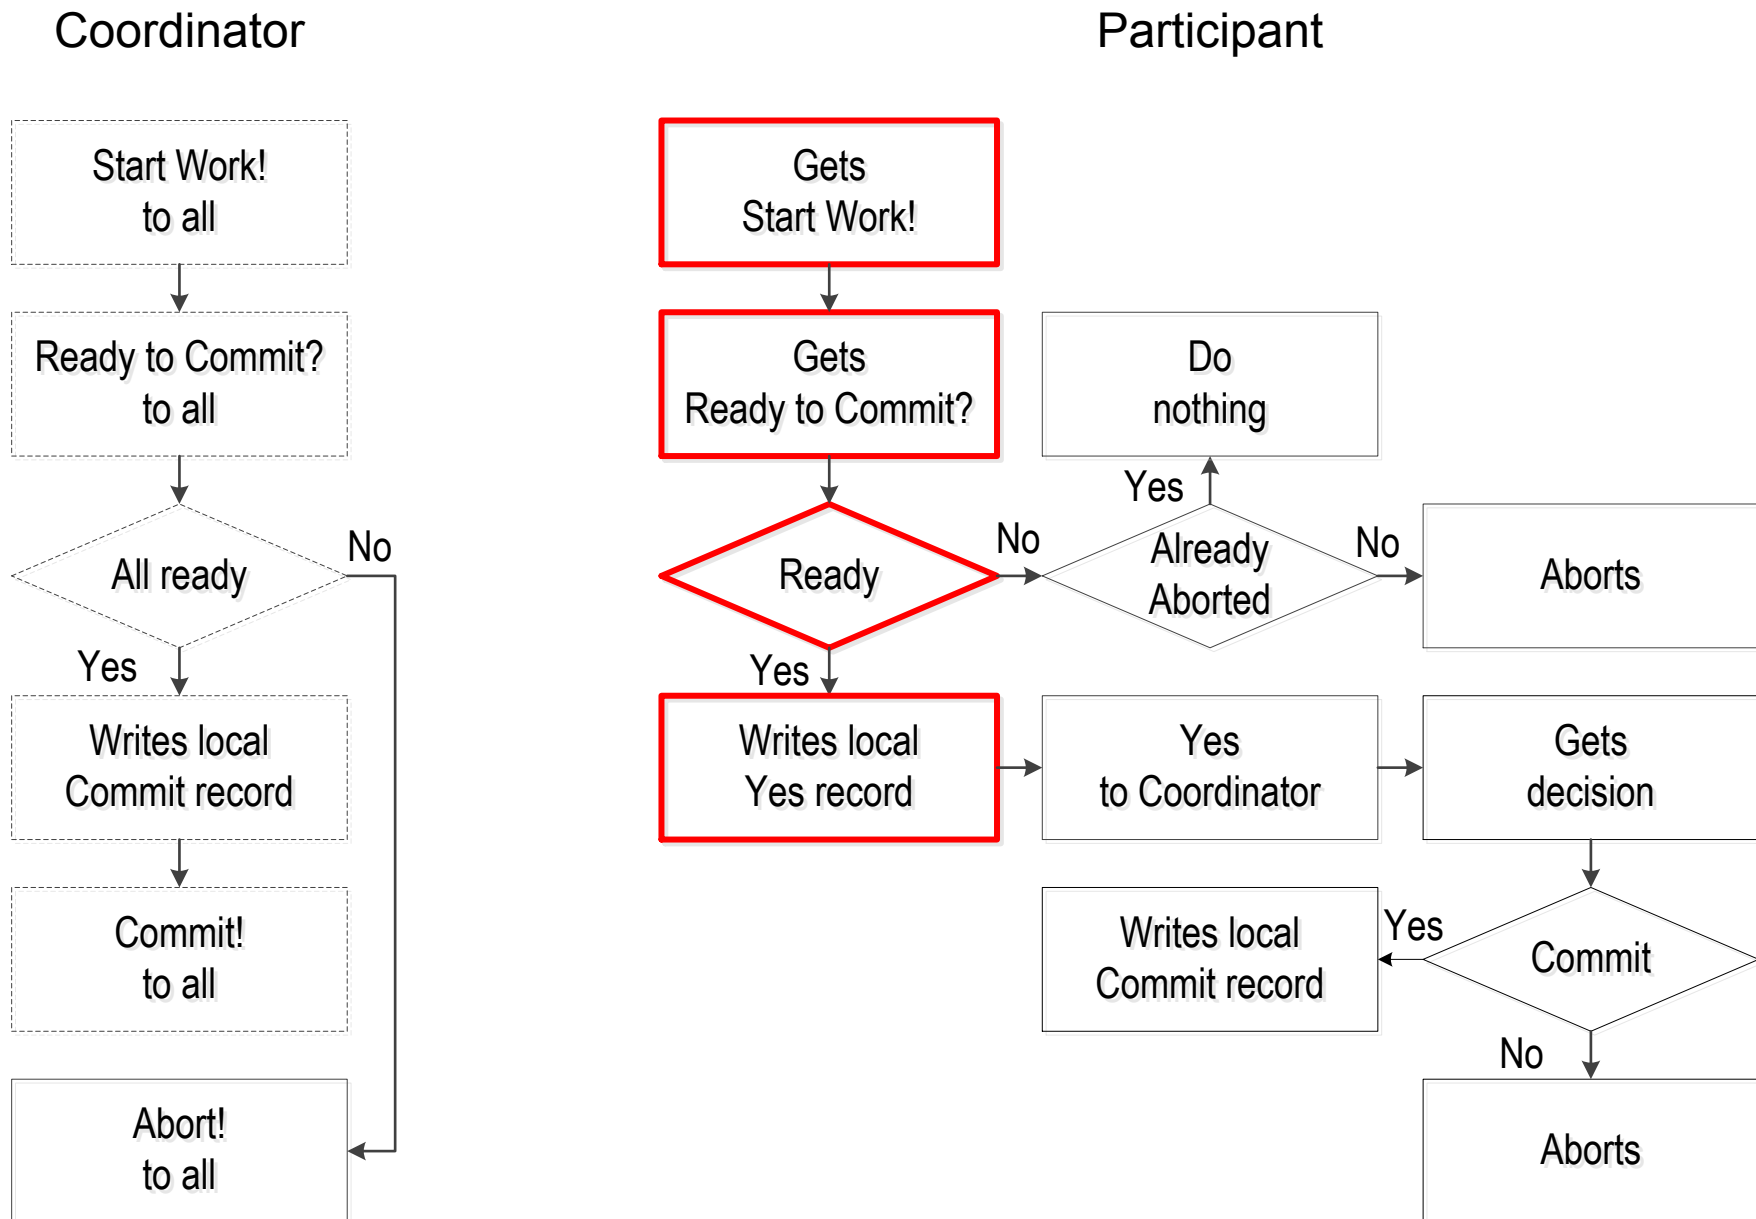 Coordinator
Participant
Start Work!
to all
Ready to Commit?
to all
All ready
No
Yes
Writes local
Commit record
Commit!
to all
Abort!
to all
Gets
Start Work!
Gets
Ready to Commit?
Do
nothing
Yes
Ready
No
Already
Aborted
No
Aborts
Yes
Writes local
Yes record
Yes
to Coordinator
Gets
decision
Writes local
Commit record
Yes
Commit
No
Aborts